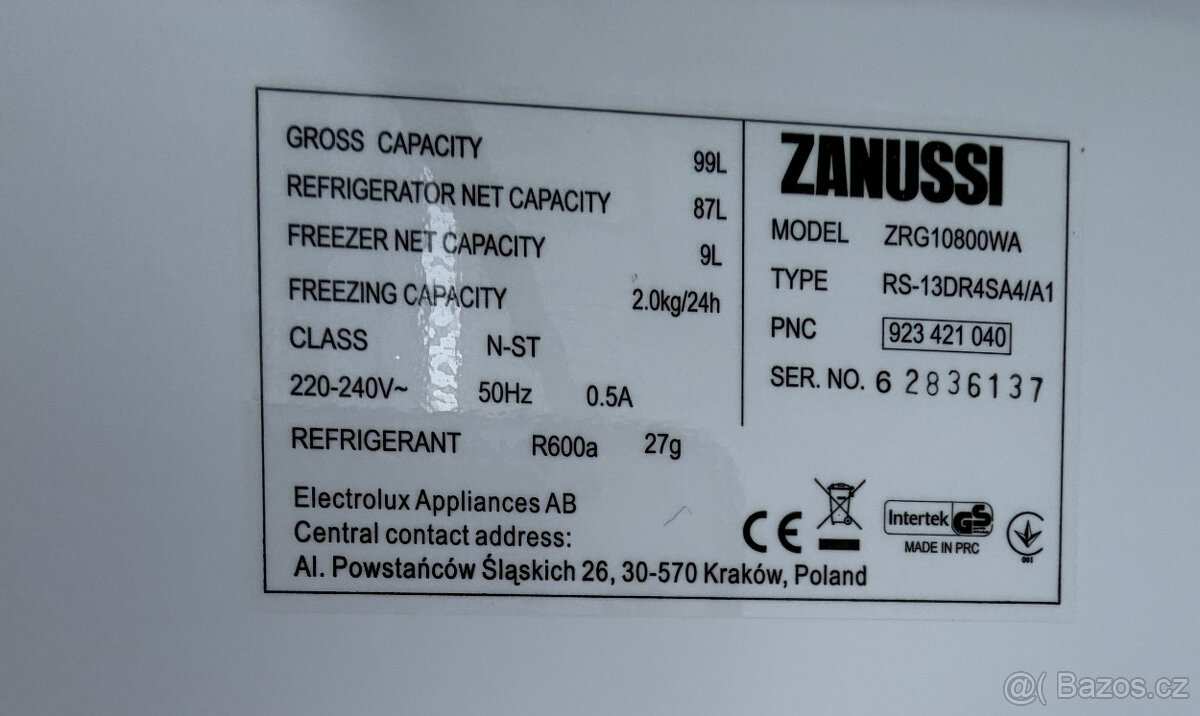 GROSS CAPACITY 99L
REFRIGERATOR NET CAPACITY 87L
FREEZER NET CAPACITY 9L
FREEZING CAPACITY 2.0kg/24h
CLASS N-ST
220-240V~ 50Hz 0.5A
REFRIGERANT R600a 27g
ZANUSSI
MODEL ZRG10800WA
TYPE RS-13DR4SA4/A1
PNC 923 421 040
SER. NO. 6 2836137
Electrolux Appliances AB
Central contact address:
Al. Powstańców Śląskich 26, 30-570 Kraków, Poland
CE
Intertek GS
MADE IN PRC
001
@( Bazos.cz